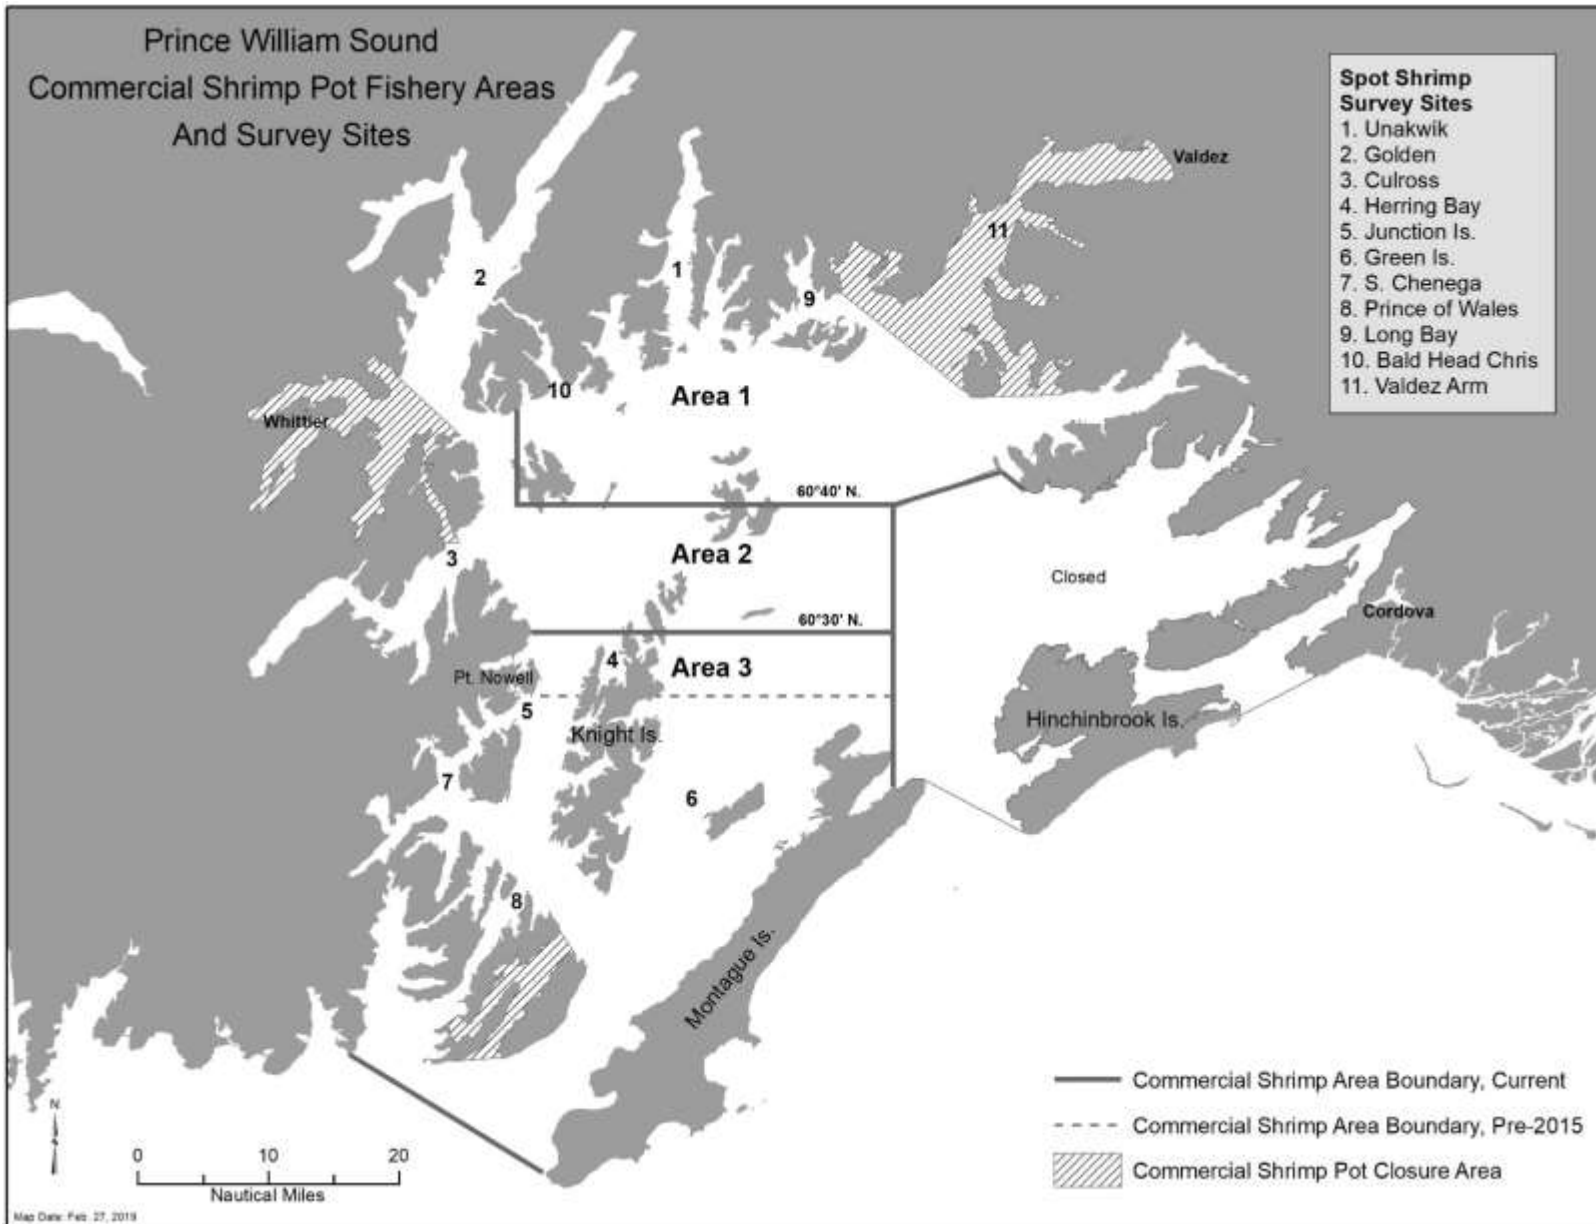 Prince William Sound
Commercial Shrimp Pot Fishery Areas
And Survey Sites
Spot Shrimp
Survey Sites
1. Unakwik
2. Golden
3. Culross
4. Herring Bay
5. Junction Is.
6. Green Is.
7. S. Chenega
8. Prince of Wales
9. Long Bay
10. Bald Head Chris
11. Valdez Arm
Valdez
11
2
1
9
10
Area 1
Whittier
60°40' N.
3
Area 2
Closed
Cordova
60°30' N.
4
Area 3
Pt. Nowell
5
Knight Is.
Hinchinbrook Is.
7
6
8
Montague Is.
N
0 10 20
Nautical Miles
Commercial Shrimp Area Boundary, Current
Commercial Shrimp Area Boundary, Pre-2015
Commercial Shrimp Pot Closure Area
Map Date: Feb. 27, 2019